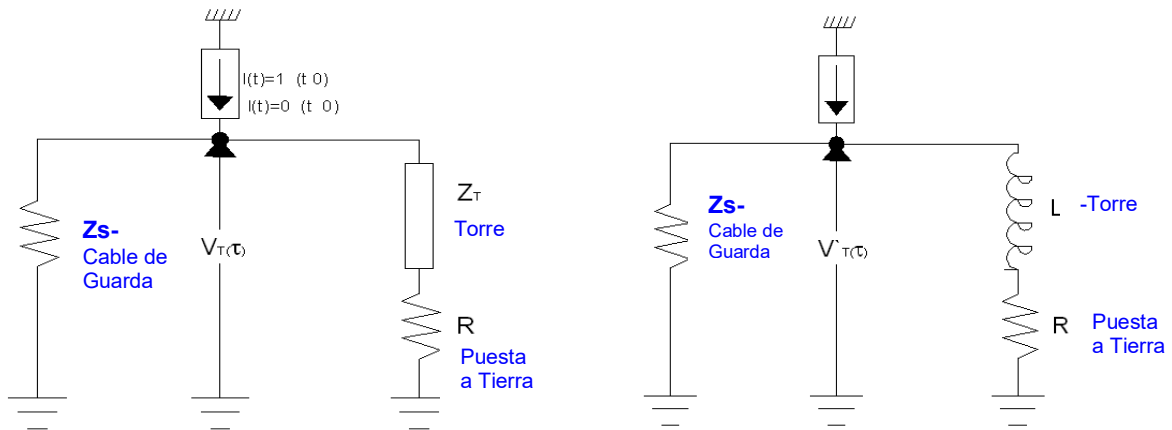 I(t)=1 (t 0)
I(t)=0 (t 0)
Zs-
Cable de
Guarda
VT(τ)
ZT
Torre
R
Puesta
a Tierra
Zs-
Cable de
Guarda
V`T(τ)
L -Torre
R Puesta
a Tierra